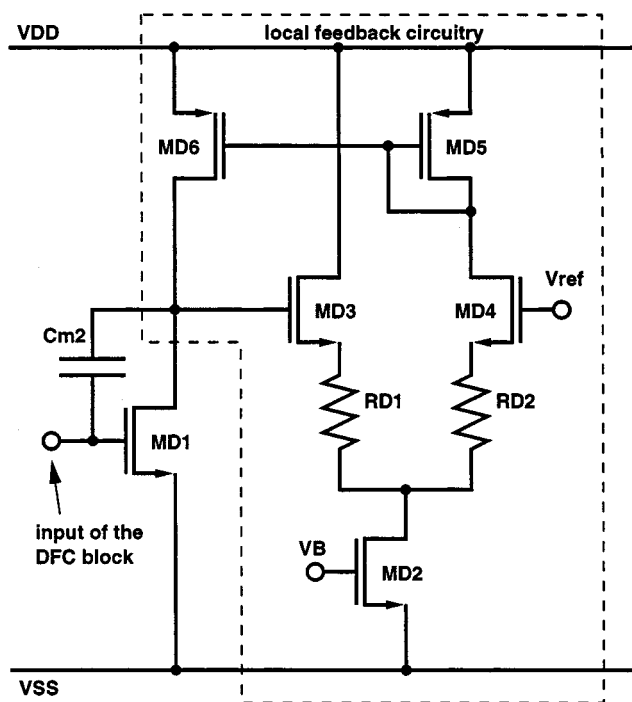 VDD
local feedback circuitry
MD6
MD5
Vref
MD3
MD4
Cm2
RD1
RD2
MD1
input of the
DFC block
VB
MD2
VSS